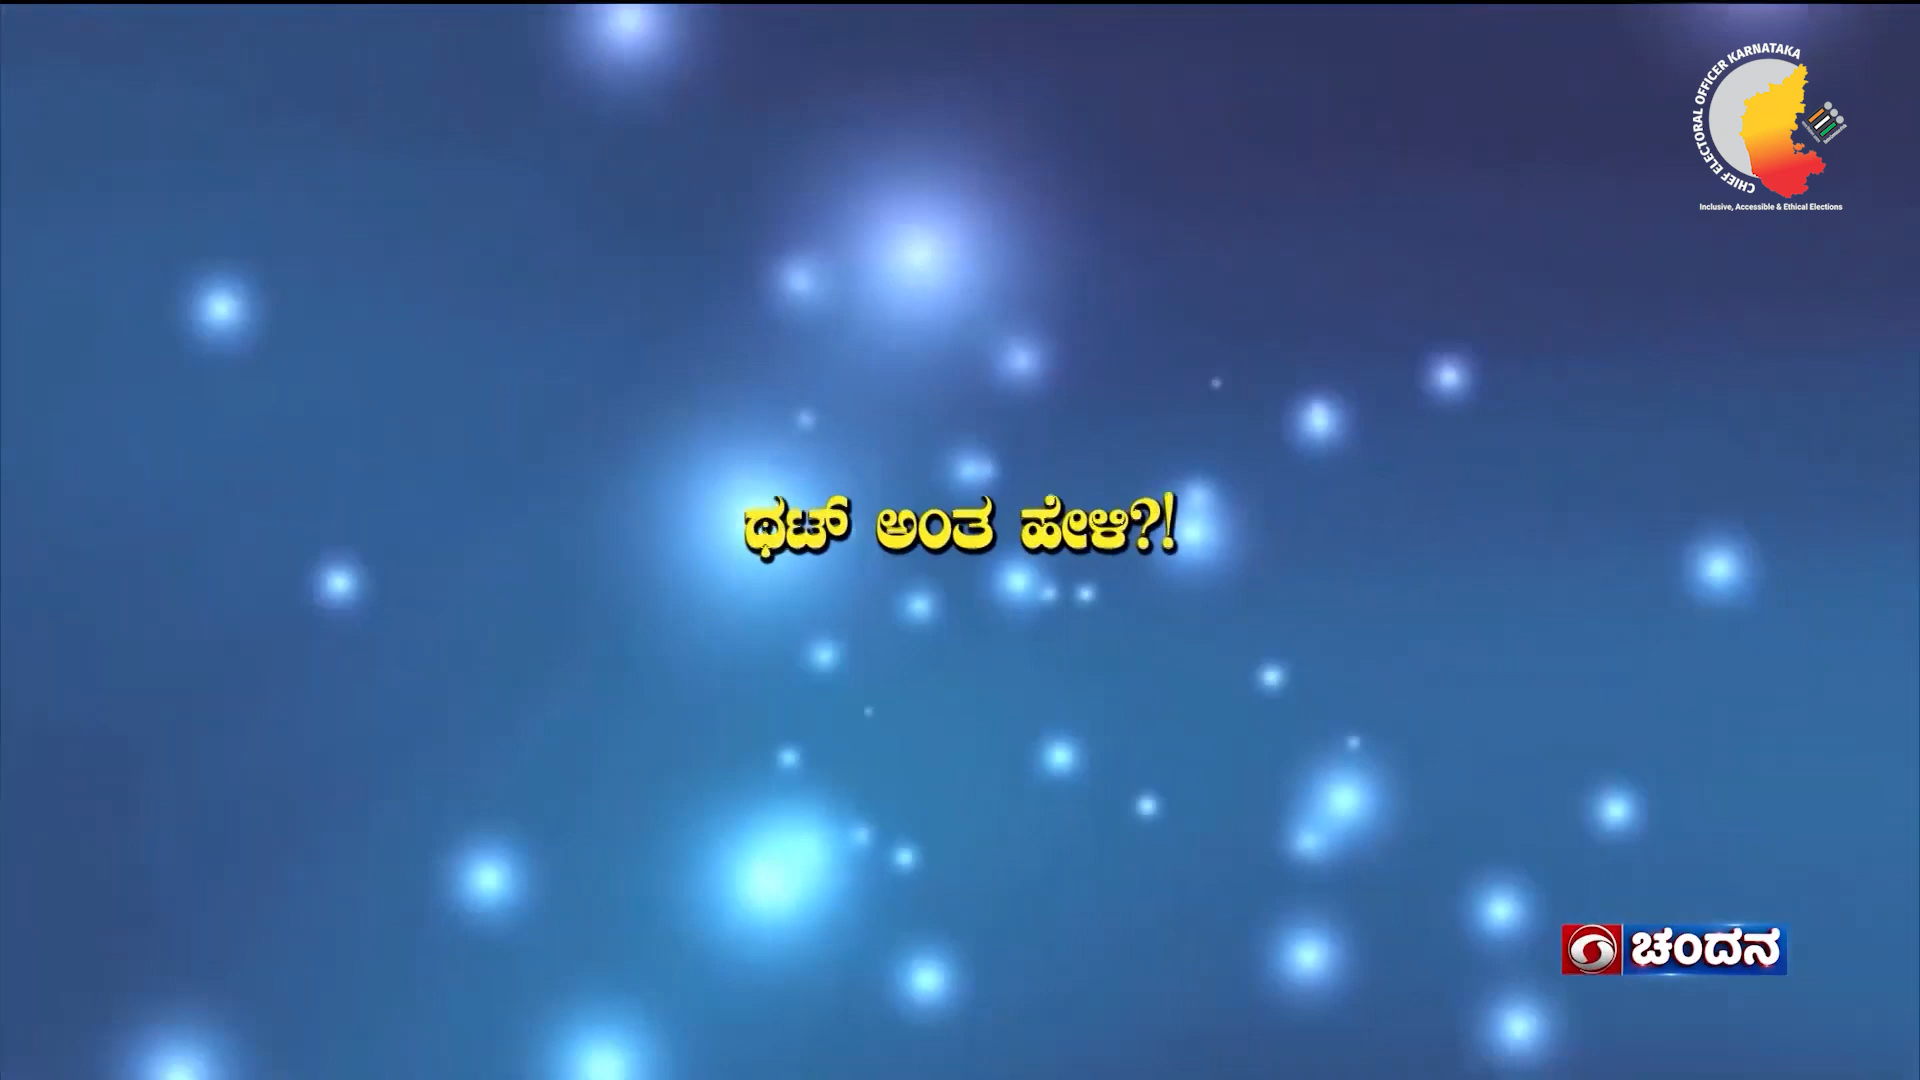 CHIEF ELECTORAL OFFICER KARNATAKA
Inclusive, Accessible & Ethical Elections
ಥಟ್ ಅಂತ ಹೇಳಿ?!
ಚಂದನ